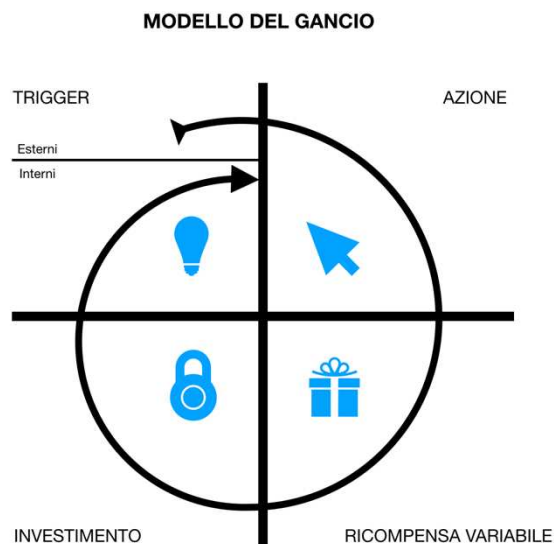 MODELLO DEL GANCIO
TRIGGER
AZIONE
Esterni
Interni
INVESTIMENTO
RICOMPENSA VARIABILE